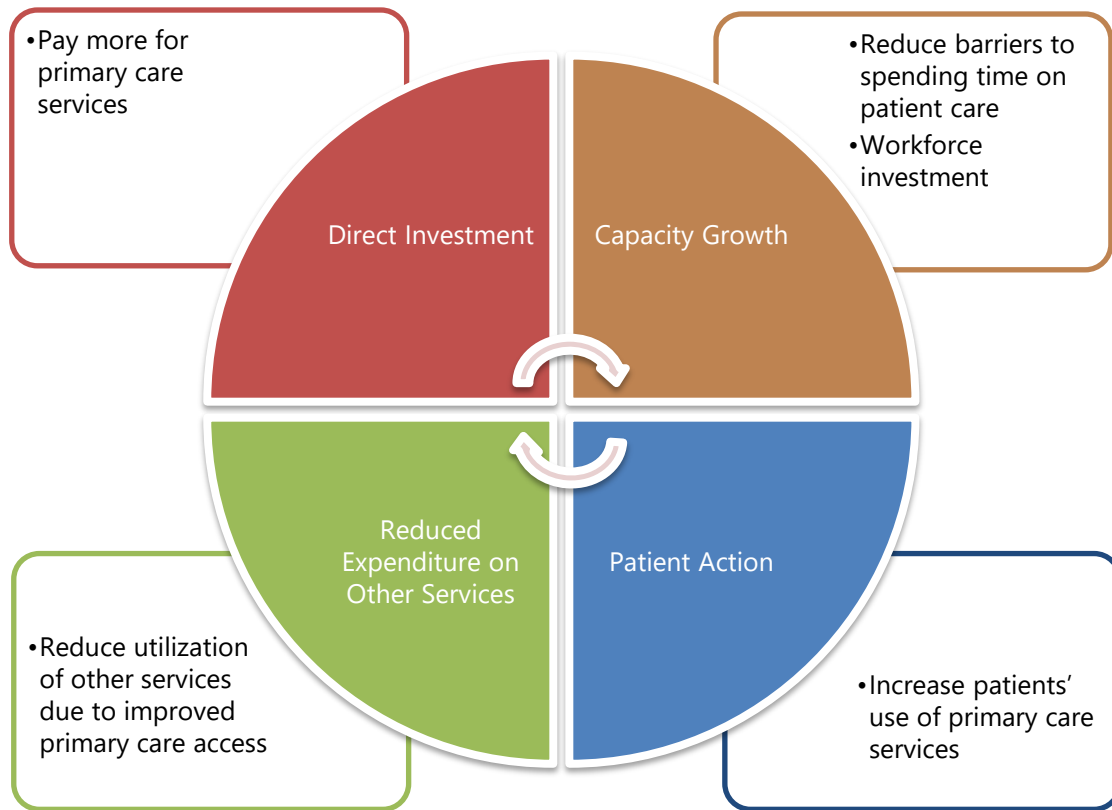 •Pay more for
primary care
services
•Reduce barriers to
spending time on
patient care
•Workforce
investment
Direct Investment
Capacity Growth
Reduced
Expenditure on
Other Services
Patient Action
•Reduce utilization
of other services
due to improved
primary care access
•Increase patients’
use of primary care
services